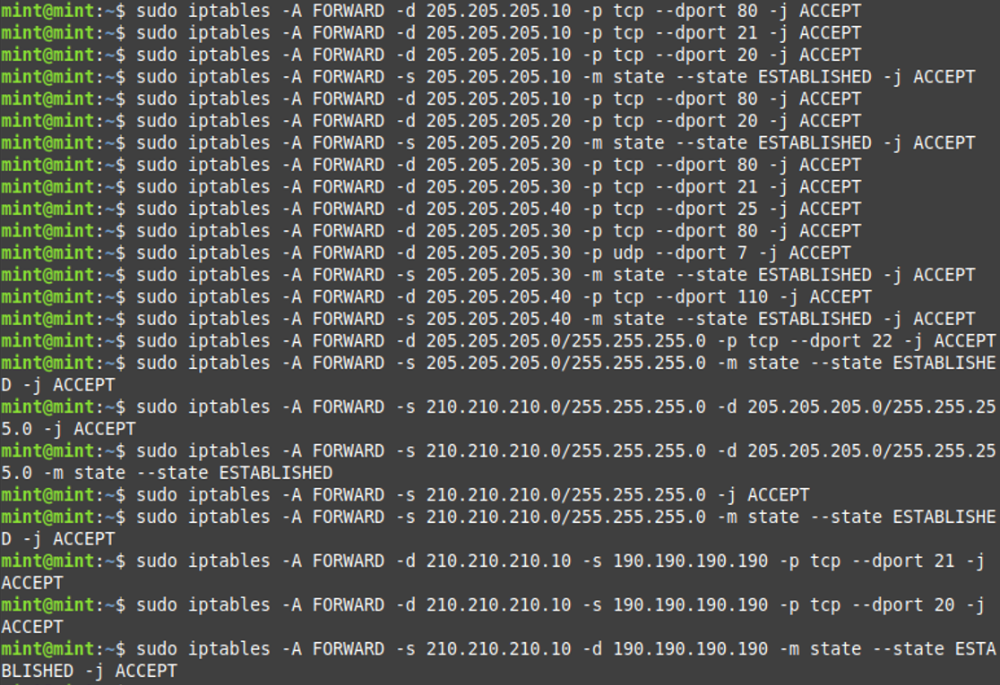 mint@mint:~$ sudo iptables -A FORWARD -d 205.205.205.10 -p tcp --dport 80 -j ACCEPT
mint@mint:~$ sudo iptables -A FORWARD -d 205.205.205.10 -p tcp --dport 21 -j ACCEPT
mint@mint:~$ sudo iptables -A FORWARD -d 205.205.205.10 -p tcp --dport 20 -j ACCEPT
mint@mint:~$ sudo iptables -A FORWARD -s 205.205.205.10 -m state --state ESTABLISHED -j ACCEPT
mint@mint:~$ sudo iptables -A FORWARD -d 205.205.205.10 -p tcp --dport 80 -j ACCEPT
mint@mint:~$ sudo iptables -A FORWARD -d 205.205.205.20 -p tcp --dport 20 -j ACCEPT
mint@mint:~$ sudo iptables -A FORWARD -s 205.205.205.20 -m state --state ESTABLISHED -j ACCEPT
mint@mint:~$ sudo iptables -A FORWARD -d 205.205.205.30 -p tcp --dport 80 -j ACCEPT
mint@mint:~$ sudo iptables -A FORWARD -d 205.205.205.30 -p tcp --dport 21 -j ACCEPT
mint@mint:~$ sudo iptables -A FORWARD -d 205.205.205.40 -p tcp --dport 25 -j ACCEPT
mint@mint:~$ sudo iptables -A FORWARD -d 205.205.205.30 -p tcp --dport 80 -j ACCEPT
mint@mint:~$ sudo iptables -A FORWARD -d 205.205.205.30 -p udp --dport 7 -j ACCEPT
mint@mint:~$ sudo iptables -A FORWARD -s 205.205.205.30 -m state --state ESTABLISHED -j ACCEPT
mint@mint:~$ sudo iptables -A FORWARD -d 205.205.205.40 -p tcp --dport 110 -j ACCEPT
mint@mint:~$ sudo iptables -A FORWARD -s 205.205.205.40 -m state --state ESTABLISHED -j ACCEPT
mint@mint:~$ sudo iptables -A FORWARD -d 205.205.205.0/255.255.255.0 -p tcp --dport 22 -j ACCEPT
mint@mint:~$ sudo iptables -A FORWARD -s 205.205.205.0/255.255.255.0 -m state --state ESTABLISHE
D -j ACCEPT
mint@mint:~$ sudo iptables -A FORWARD -s 210.210.210.0/255.255.255.0 -d 205.205.205.0/255.255.25
5.0 -j ACCEPT
mint@mint:~$ sudo iptables -A FORWARD -s 210.210.210.0/255.255.255.0 -d 205.205.205.0/255.255.25
5.0 -m state --state ESTABLISHED
mint@mint:~$ sudo iptables -A FORWARD -s 210.210.210.0/255.255.255.0 -j ACCEPT
mint@mint:~$ sudo iptables -A FORWARD -s 210.210.210.0/255.255.255.0 -m state --state ESTABLISHE
D -j ACCEPT
mint@mint:~$ sudo iptables -A FORWARD -d 210.210.210.10 -s 190.190.190.190 -p tcp --dport 21 -j
ACCEPT
mint@mint:~$ sudo iptables -A FORWARD -d 210.210.210.10 -s 190.190.190.190 -p tcp --dport 20 -j
ACCEPT
mint@mint:~$ sudo iptables -A FORWARD -s 210.210.210.10 -d 190.190.190.190 -m state --state ESTA
BLISHED -j ACCEPT